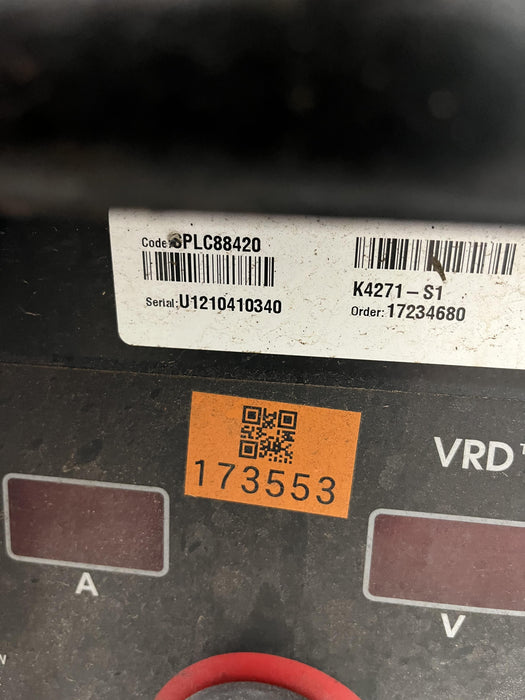 Code: SPLC88420
Serial: U1210410340
K4271-S1
Order: 17234680
173553
VRD
A
V
N